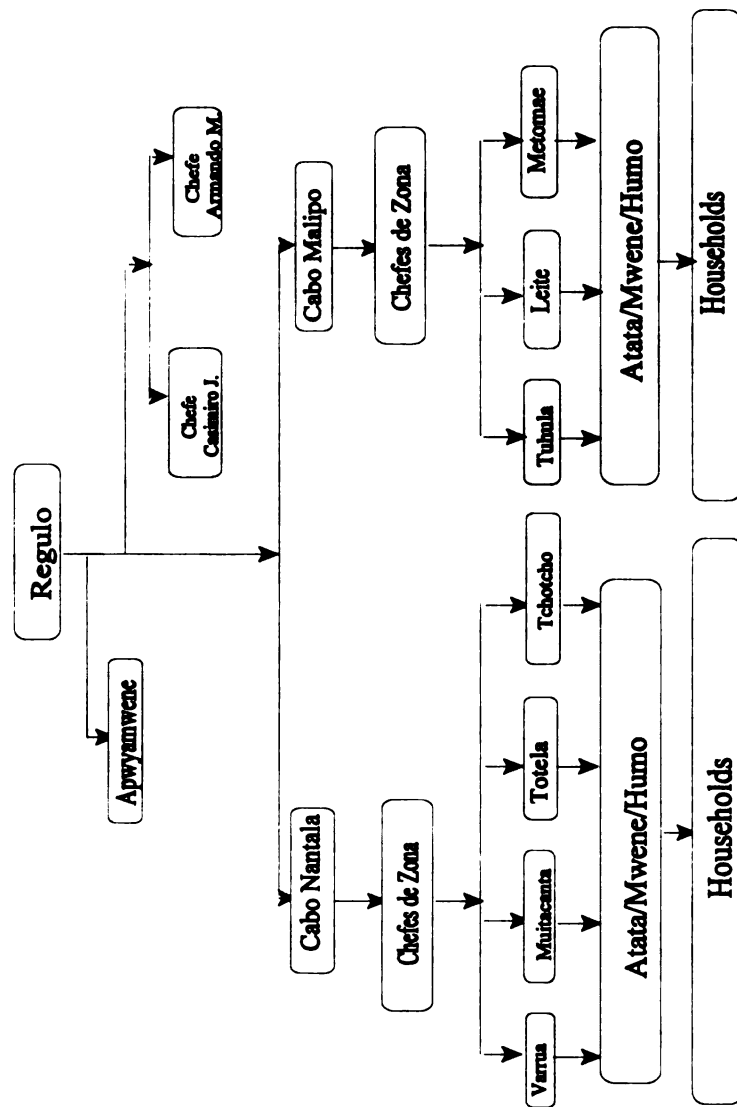 Regulo
Apwyamwene
Chefe
Casimiro J.
Chefe
Armando M.
Cabo Nantala
Cabo Malipo
Chefes de Zona
Chefes de Zona
Varrua
Muitacanta
Totela
Tchotcho
Tubula
Leite
Metomae
Atata/Mwene/Humo
Atata/Mwene/Humo
Households
Households